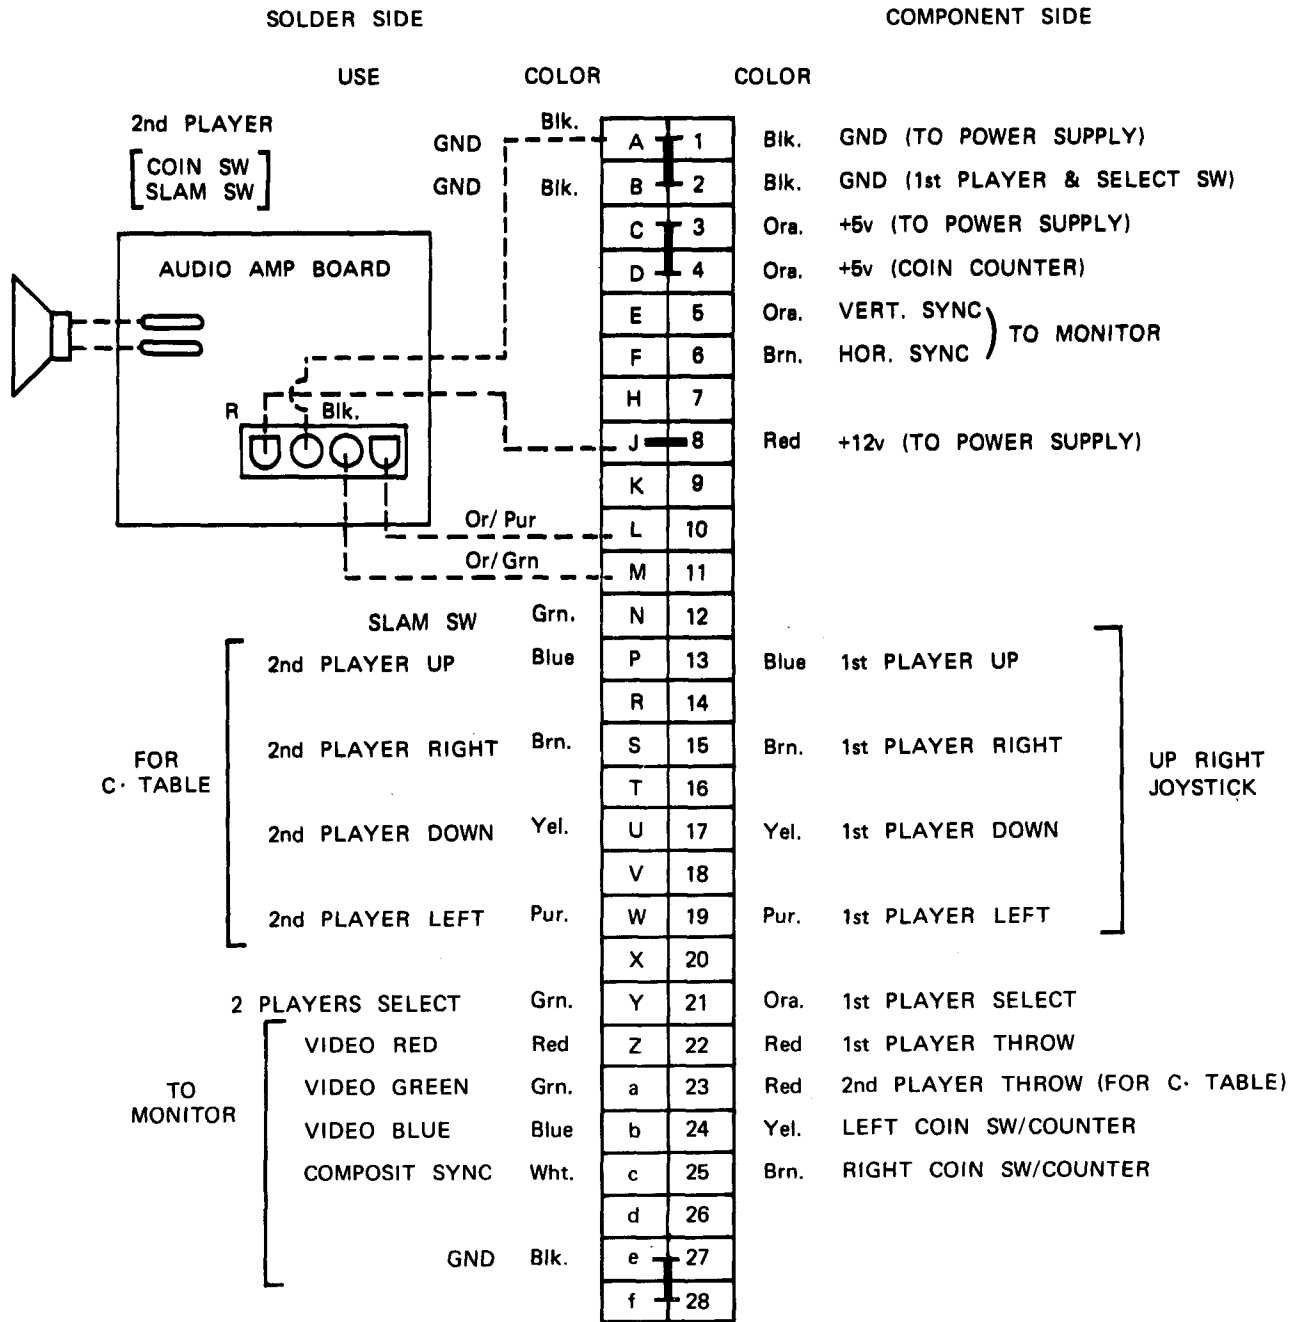 SOLDER SIDE COMPONENT SIDE
USE COLOR COLOR
2nd PLAYER
COIN SW
SLAM SW
GND Blk. A 1 Blk. GND (TO POWER SUPPLY)
GND Blk. B 2 Blk. GND (1st PLAYER & SELECT SW)
C 3 Ora. +5v (TO POWER SUPPLY)
AUDIO AMP BOARD
D 4 Ora. +5v (COIN COUNTER)
E 5 Ora. VERT. SYNC
TO MONITOR
F 6 Brn. HOR. SYNC
H 7
R Blk.
J 8 Red +12v (TO POWER SUPPLY)
K 9
Or/Pur L 10
Or/Grn M 11
SLAM SW Grn. N 12
2nd PLAYER UP Blue P 13 Blue 1st PLAYER UP
R 14
2nd PLAYER RIGHT Brn. S 15 Brn. 1st PLAYER RIGHT
FOR
C· TABLE
UP RIGHT
JOYSTICK
T 16
2nd PLAYER DOWN Yel. U 17 Yel. 1st PLAYER DOWN
V 18
2nd PLAYER LEFT Pur. W 19 Pur. 1st PLAYER LEFT
X 20
2 PLAYERS SELECT Grn. Y 21 Ora. 1st PLAYER SELECT
VIDEO RED Red Z 22 Red 1st PLAYER THROW
TO
MONITOR
VIDEO GREEN Grn. a 23 Red 2nd PLAYER THROW (FOR C· TABLE)
VIDEO BLUE Blue b 24 Yel. LEFT COIN SW/COUNTER
COMPOSIT SYNC Wht. c 25 Brn. RIGHT COIN SW/COUNTER
d 26
GND Blk. e 27
f 28